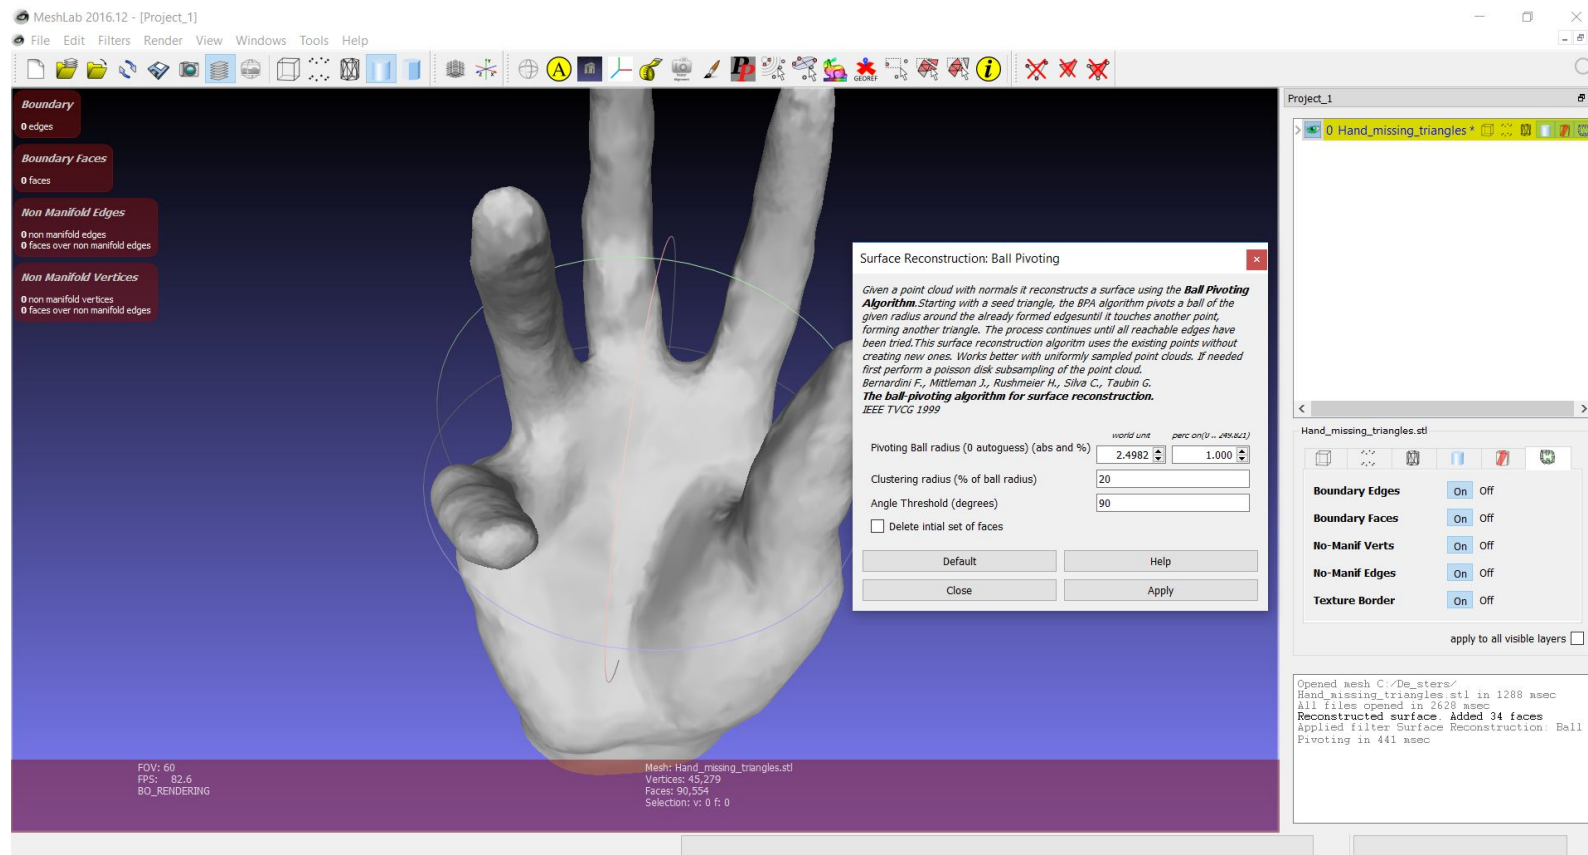 MeshLab 2016.12 - [Project_1]
File Edit Filters Render View Windows Tools Help
A
PP
GEOREF
i
Boundary
0 edges
Boundary Faces
0 faces
Non Manifold Edges
0 non manifold edges
0 faces over non manifold edges
Non Manifold Vertices
0 non manifold vertices
0 faces over non manifold edges
FOV: 60
FPS: 82.6
BO_RENDERING
Mesh: Hand_missing_triangles.stl
Vertices: 45,279
Faces: 90,554
Selection: v: 0 f: 0
Surface Reconstruction: Ball Pivoting
Given a point cloud with normals it reconstructs a surface using the Ball Pivoting
Algorithm.Starting with a seed triangle, the BPA algorithm pivots a ball of the
given radius around the already formed edgesuntil it touches another point,
forming another triangle. The process continues until all reachable edges have
been tried.This surface reconstruction algoritm uses the existing points without
creating new ones. Works better with uniformly sampled point clouds. If needed
first perform a poisson disk subsampling of the point cloud.
Bernardini F., Mittleman J., Rushmeier H., Silva C., Taubin G.
The ball-pivoting algorithm for surface reconstruction.
IEEE TVCG 1999
world unit perc on(0 .. 249.821)
Pivoting Ball radius (0 autoguess) (abs and %) 2.4982 1.000
Clustering radius (% of ball radius) 20
Angle Threshold (degrees) 90
Delete intial set of faces
Default Help
Close Apply
Project_1
0 Hand_missing_triangles *
Hand_missing_triangles.stl
Boundary Edges On Off
Boundary Faces On Off
No-Manif Verts On Off
No-Manif Edges On Off
Texture Border On Off
apply to all visible layers
Opened mesh C:/De_sters/
Hand_missing_triangles.stl in 1288 msec
All files opened in 2628 msec
Reconstructed surface. Added 34 faces
Applied filter Surface Reconstruction: Ball
Pivoting in 441 msec